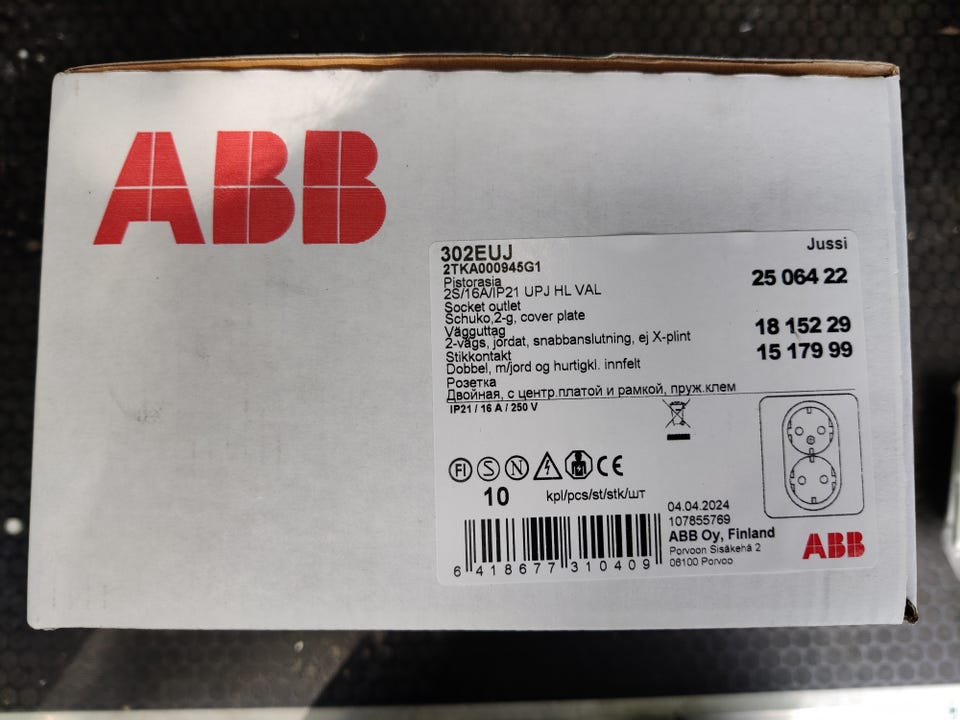 ABB
302EUJ
Jussi
2TKA000945G1
25 064 22
Pistorasia
2S/16A/IP21 UPJ HL VAL
Socket outlet
Schuko,2-g, cover plate
18 152 29
Vägguttag
2-vägs, jordat, snabbanslutning, ej X-plint
15 179 99
Stikkontakt
Dobbel, m/jord og hurtigkl. innfelt
Розетка
Двойная, с центр.платой и рамкой, пруж.клем
IP21 / 16 A / 250 V
FI S N CE
10 kpl/pcs/st/stk/шт
04.04.2024
107855769
ABB Oy, Finland
Porvoon Sisäkehä 2
06100 Porvoo
ABB
6 418677 310409